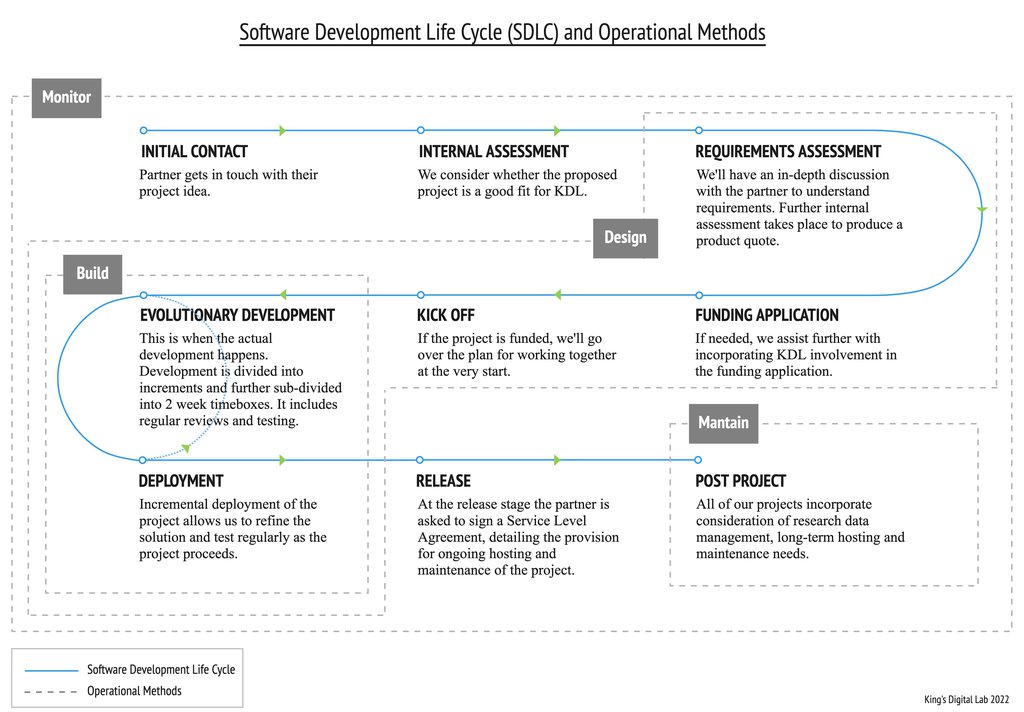 Software Development Life Cycle (SDLC) and Operational Methods
Monitor
INITIAL CONTACT
Partner gets in touch with their
project idea.
INTERNAL ASSESSMENT
We consider whether the proposed
project is a good fit for KDL.
REQUIREMENTS ASSESSMENT
We'll have an in-depth discussion
with the partner to understand
requirements. Further internal
assessment takes place to produce a
product quote.
Design
Build
EVOLUTIONARY DEVELOPMENT
This is when the actual
development happens.
Development is divided into
increments and further sub-divided
into 2 week timeboxes. It includes
regular reviews and testing.
KICK OFF
If the project is funded, we'll go
over the plan for working together
at the very start.
FUNDING APPLICATION
If needed, we assist further with
incorporating KDL involvement in
the funding application.
Mantain
DEPLOYMENT
Incremental deployment of the
project allows us to refine the
solution and test regularly as the
project proceeds.
RELEASE
At the release stage the partner is
asked to sign a Service Level
Agreement, detailing the provision
for ongoing hosting and
maintenance of the project.
POST PROJECT
All of our projects incorporate
consideration of research data
management, long-term hosting and
maintenance needs.
Software Development Life Cycle
Operational Methods
King's Digital Lab 2022